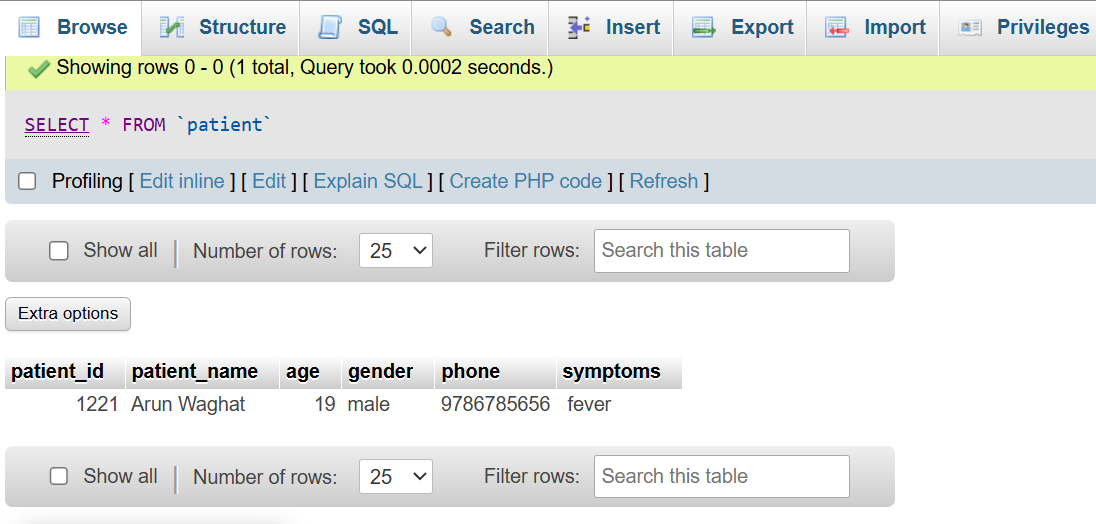 Browse Structure SQL Search Insert Export Import Privileges
Showing rows 0 - 0 (1 total, Query took 0.0002 seconds.)
SELECT * FROM `patient`
Profiling [ Edit inline ] [ Edit ] [ Explain SQL ] [ Create PHP code ] [ Refresh ]
Show all | Number of rows: 25 Filter rows: Search this table
Extra options
patient_id patient_name age gender phone symptoms
1221 Arun Waghat 19 male 9786785656 fever
Show all | Number of rows: 25 Filter rows: Search this table